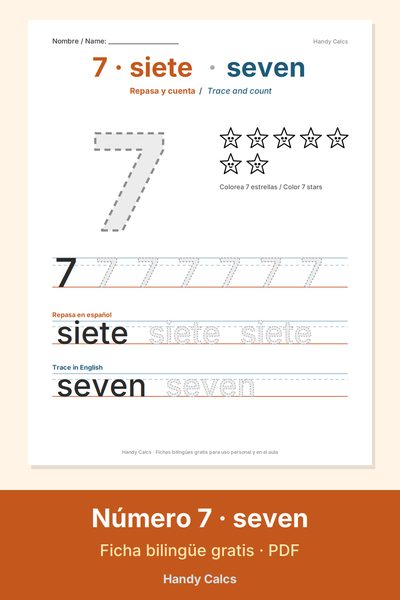 Nombre / Name: ____________________
Handy Calcs
7 · siete · seven
Repasa y cuenta / Trace and count
7
Colorea 7 estrellas / Color 7 stars
7 7 7 7 7 7 7
Repasa en español
siete siete siete
Trace in English
seven seven
Handy Calcs · Fichas bilingües gratis para uso personal y en el aula
Número 7 · seven
Ficha bilingüe gratis · PDF
Handy Calcs